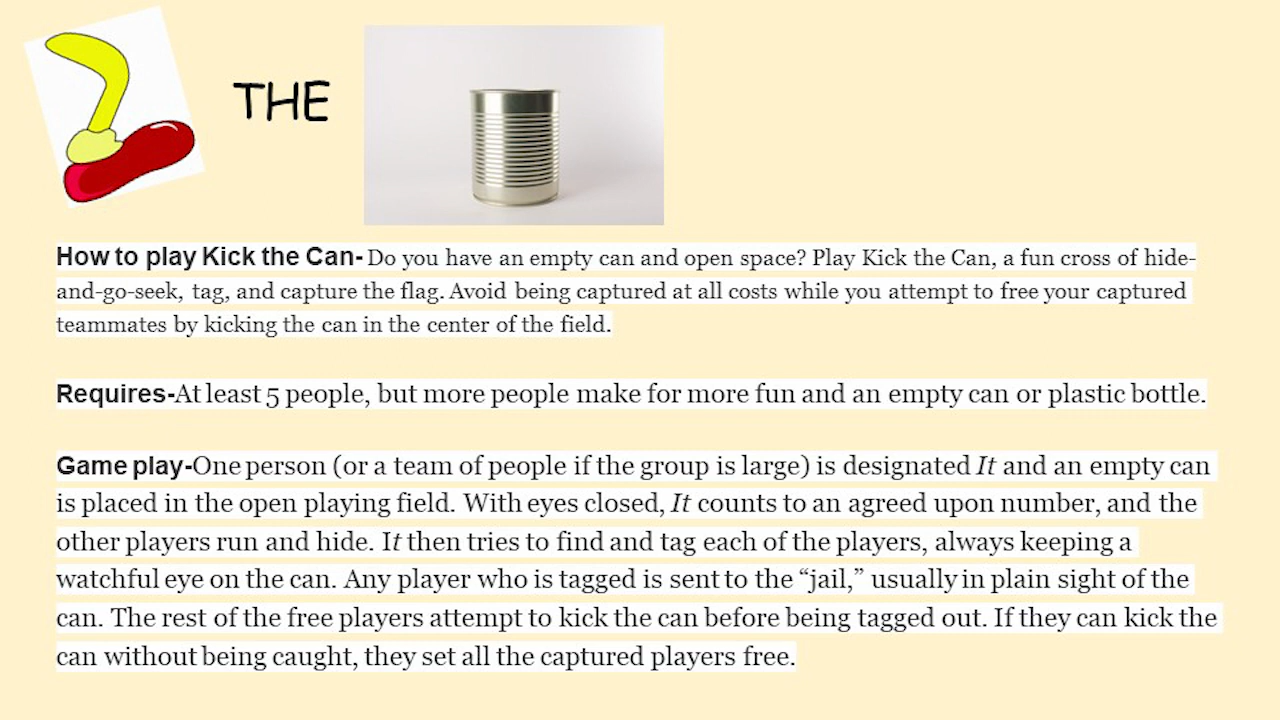 THE
How to play Kick the Can- Do you have an empty can and open space? Play Kick the Can, a fun cross of hide-
and-go-seek, tag, and capture the flag. Avoid being captured at all costs while you attempt to free your captured
teammates by kicking the can in the center of the field.
Requires-At least 5 people, but more people make for more fun and an empty can or plastic bottle.
Game play-One person (or a team of people if the group is large) is designated It and an empty can
is placed in the open playing field. With eyes closed, It counts to an agreed upon number, and the
other players run and hide. It then tries to find and tag each of the players, always keeping a
watchful eye on the can. Any player who is tagged is sent to the “jail,” usually in plain sight of the
can. The rest of the free players attempt to kick the can before being tagged out. If they can kick the
can without being caught, they set all the captured players free.